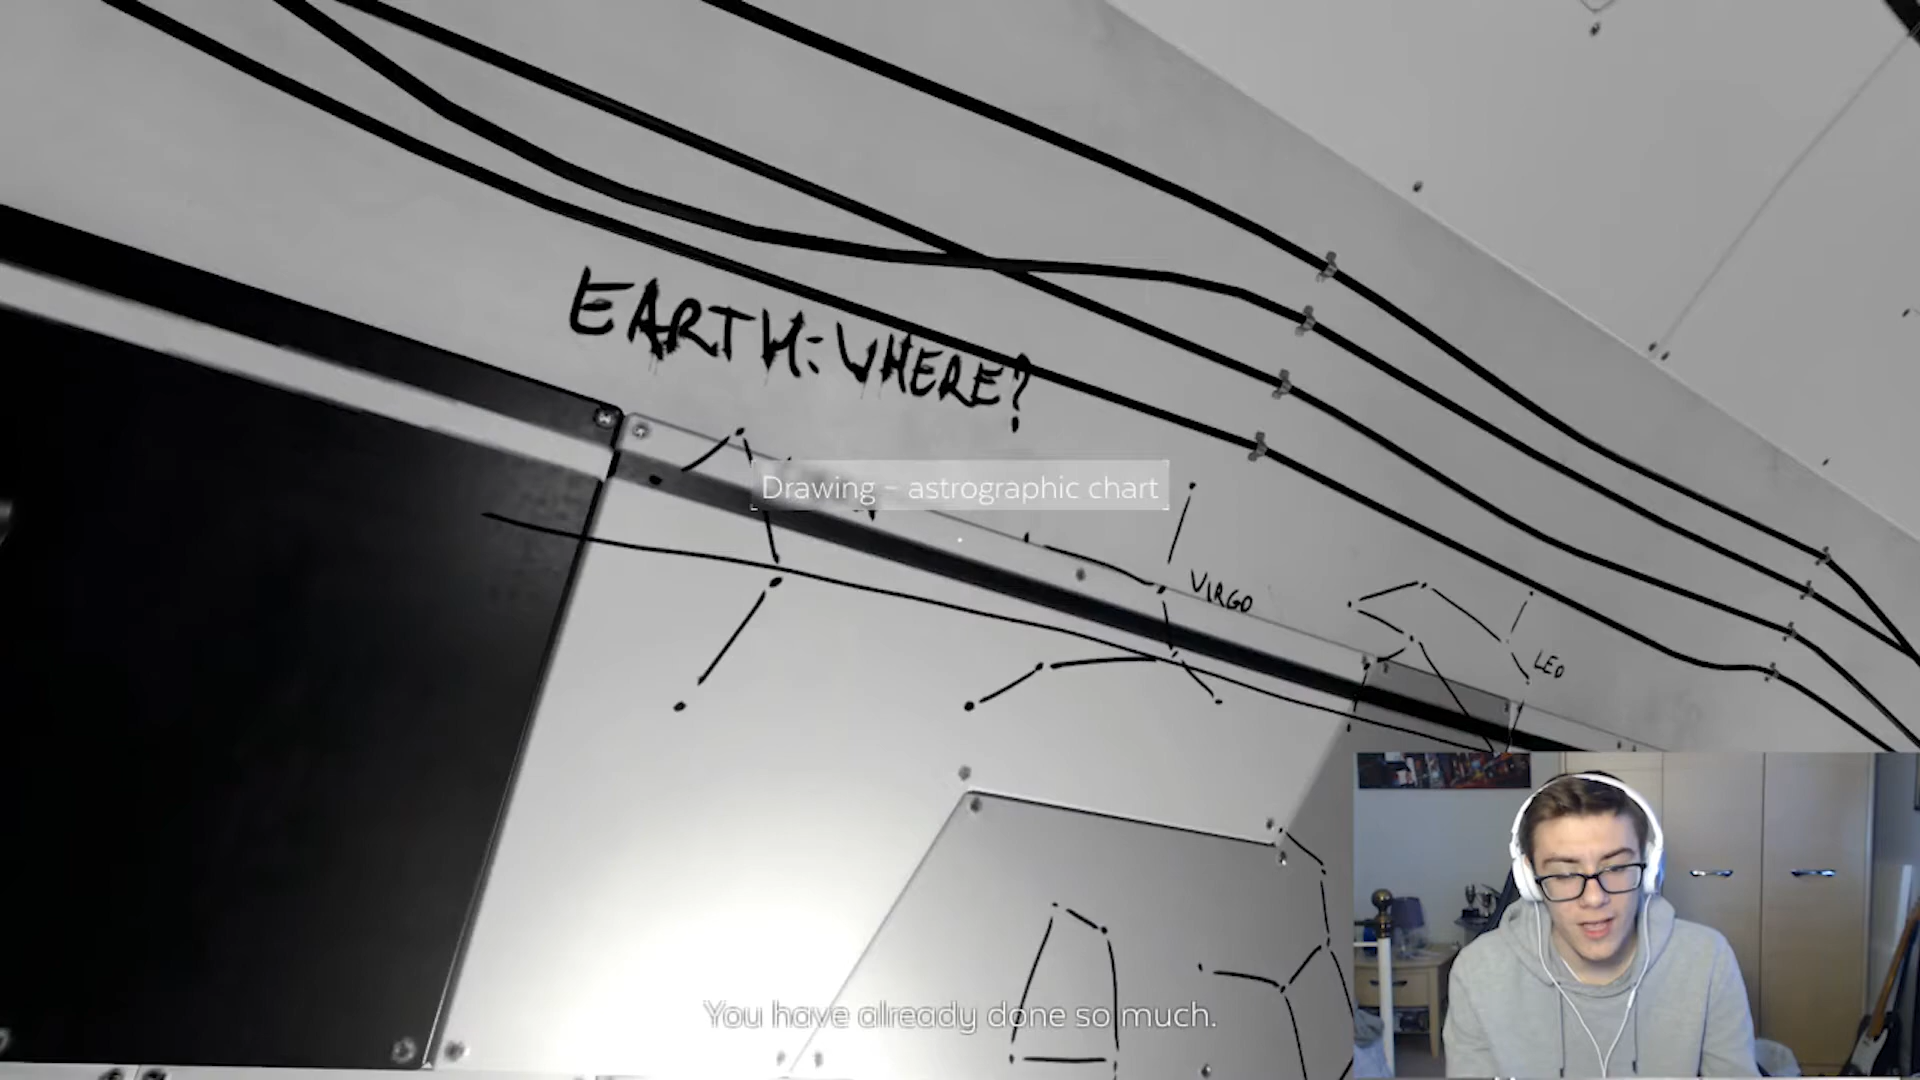 EARTH: WHERE?
Drawing – astrographic chart
VIRGO
LEO
You have already done so much.